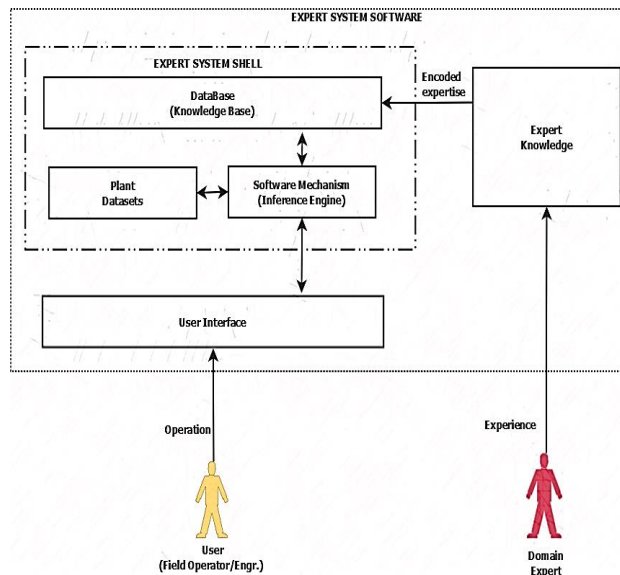 EXPERT SYSTEM SOFTWARE
EXPERT SYSTEM SHELL
DataBase
(Knowledge Base)
Encoded
expertise
Expert
Knowledge
Plant
Datasets
Software Mechanism
(Inference Engine)
User Interface
Operation
Experience
User
(Field Operator/Engr.)
Domain
Expert